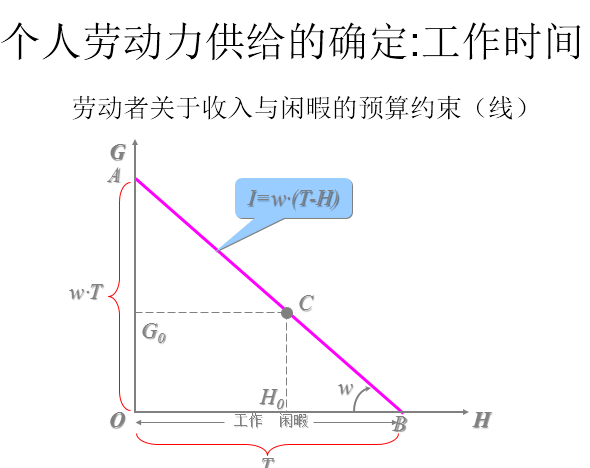 个人劳动力供给的确定:工作时间
劳动者关于收入与闲暇的预算约束（线）
G
A
I=w·(T-H)
w·T
C
G₀
H₀
w
O
工作 闲暇
B
H
T